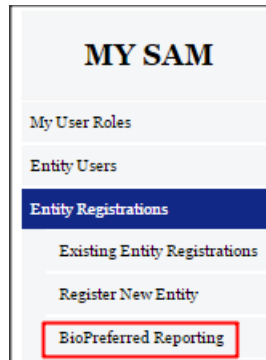 MY SAM
My User Roles
Entity Users
Entity Registrations
Existing Entity Registrations
Register New Entity
BioPreferred Reporting